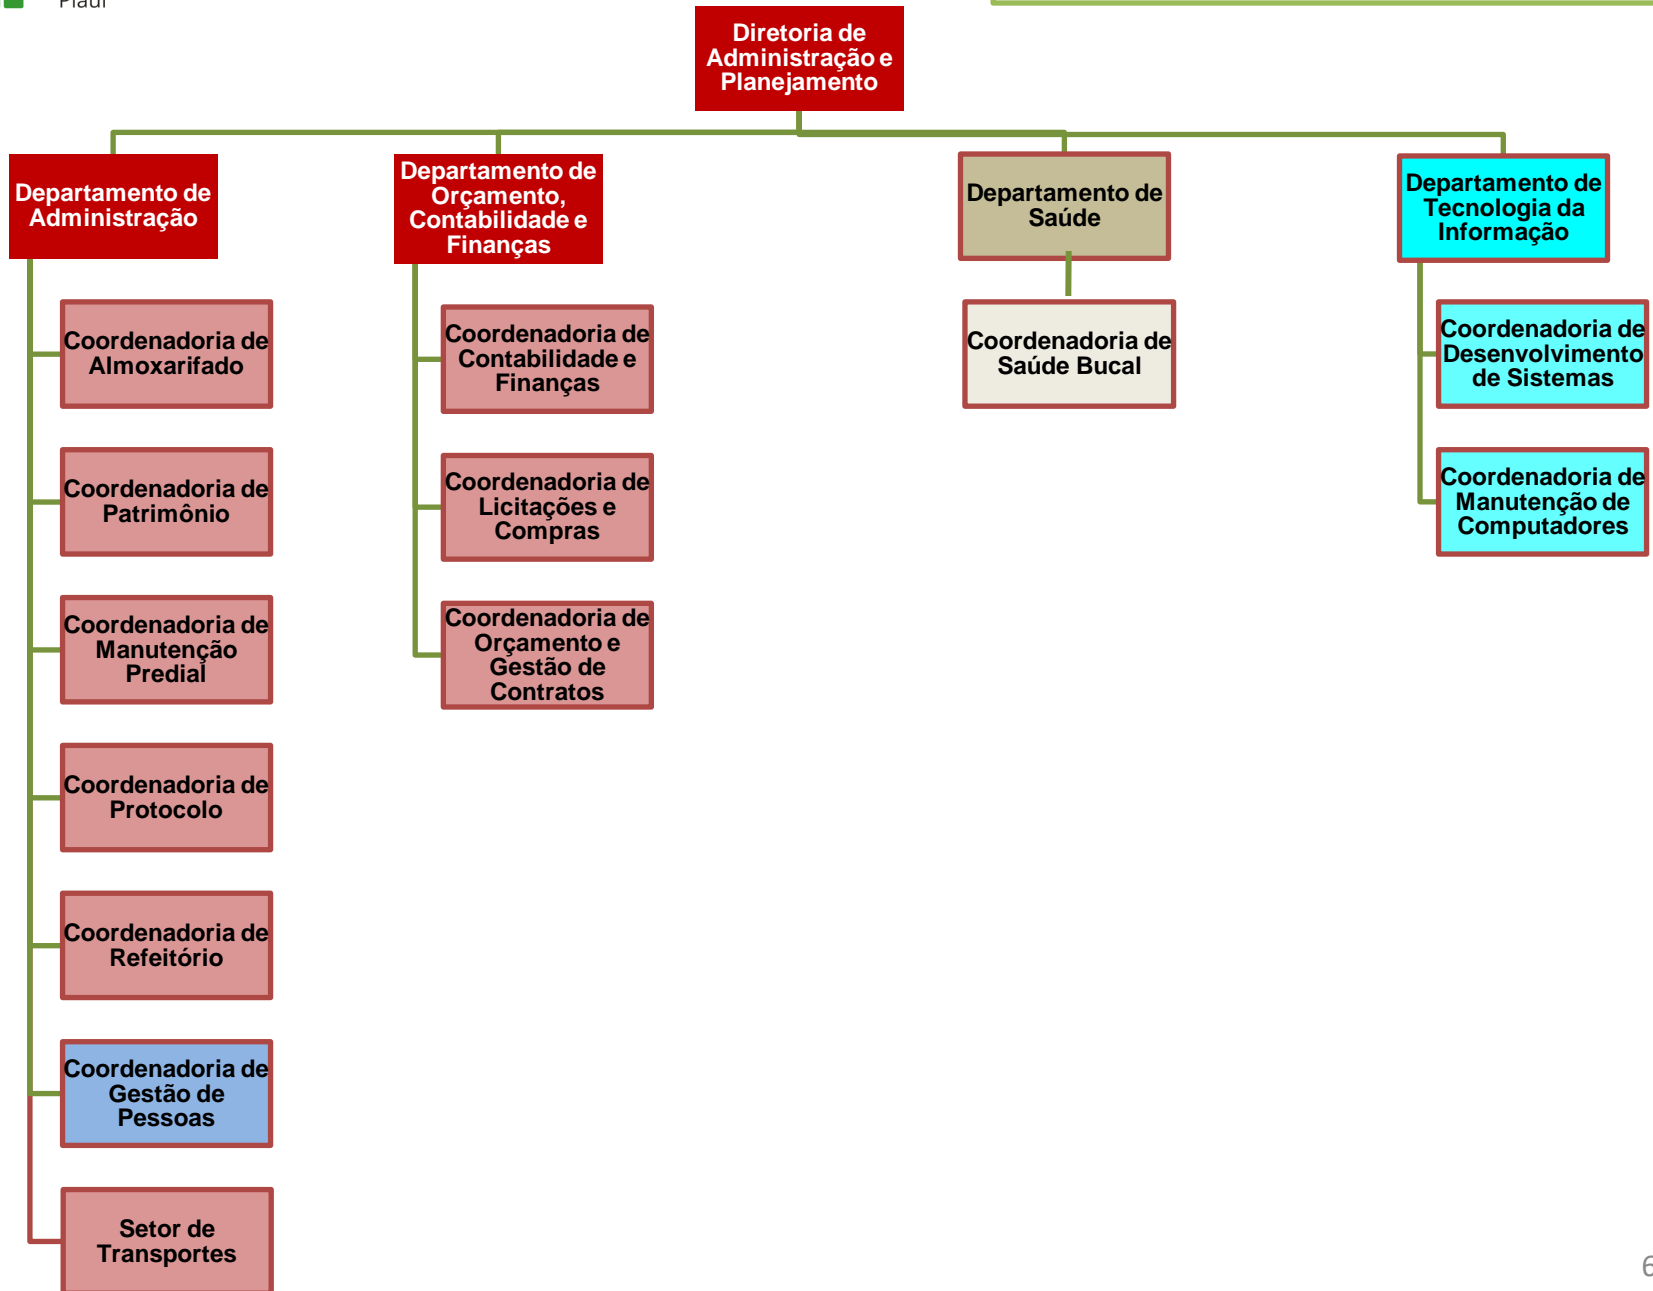 Piauí
Diretoria de
Administração e
Planejamento
Departamento de
Administração
Departamento de
Orçamento,
Contabilidade e
Finanças
Departamento de
Saúde
Departamento de
Tecnologia da
Informação
Coordenadoria de
Almoxarifado
Coordenadoria de
Contabilidade e
Finanças
Coordenadoria de
Saúde Bucal
Coordenadoria de
Desenvolvimento
de Sistemas
Coordenadoria de
Patrimônio
Coordenadoria de
Licitações e
Compras
Coordenadoria de
Manutenção de
Computadores
Coordenadoria de
Manutenção
Predial
Coordenadoria de
Orçamento e
Gestão de
Contratos
Coordenadoria de
Protocolo
Coordenadoria de
Refeitório
Coordenadoria de
Gestão de
Pessoas
Setor de
Transportes
6